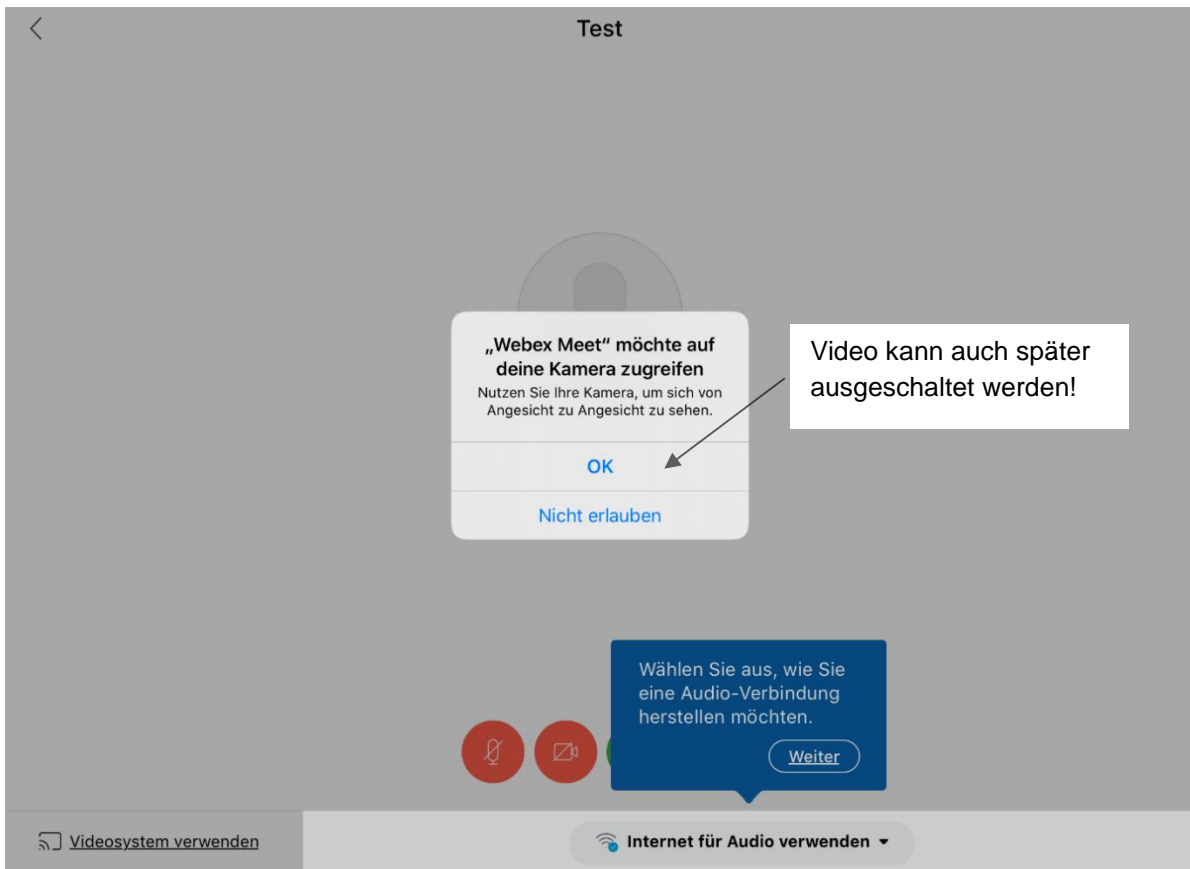 Test
„Webex Meet“ möchte auf
deine Kamera zugreifen
Nutzen Sie Ihre Kamera, um sich von
Angesicht zu Angesicht zu sehen.
OK
Nicht erlauben
Video kann auch später
ausgeschaltet werden!
Wählen Sie aus, wie Sie
eine Audio-Verbindung
herstellen möchten.
Weiter
Videosystem verwenden
Internet für Audio verwenden